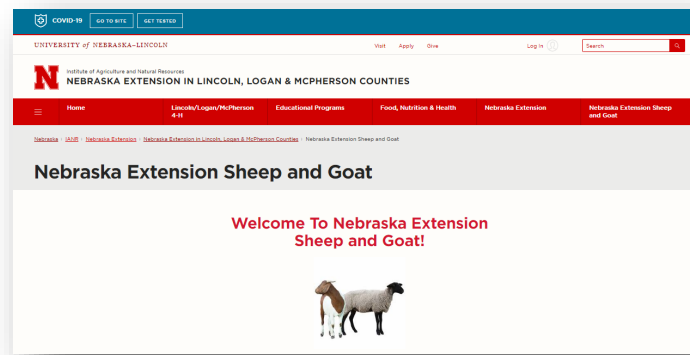 COVID-19 GO TO SITE GET TESTED
UNIVERSITY of NEBRASKA–LINCOLN Visit Apply Give Log In Search
N
Institute of Agriculture and Natural Resources
NEBRASKA EXTENSION IN LINCOLN, LOGAN & MCPHERSON COUNTIES
Home Lincoln/Logan/McPherson 4-H Educational Programs Food, Nutrition & Health Nebraska Extension Nebraska Extension Sheep and Goat
Nebraska | IANR | Nebraska Extension | Nebraska Extension in Lincoln, Logan & McPherson Counties | Nebraska Extension Sheep and Goat
Nebraska Extension Sheep and Goat
Welcome To Nebraska Extension
Sheep and Goat!